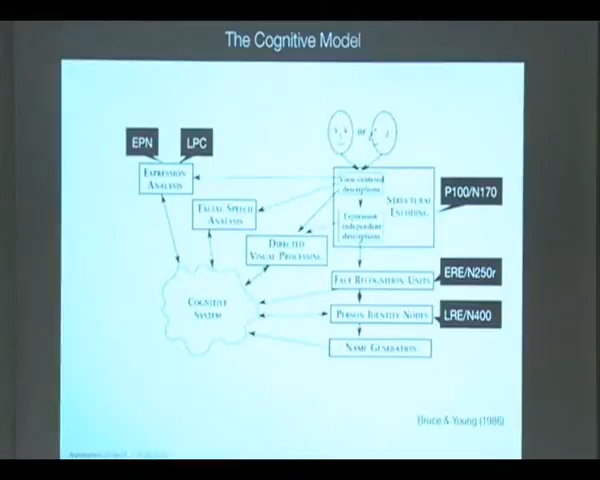 The Cognitive Model
or
EPN
LPC
EXPRESSION
ANALYSIS
View-centered
descriptions
STRUCTURAL
ENCODING
P100/N170
FACIAL SPEECH
ANALYSIS
Expression
independent
descriptions
DIRECTED
VISUAL PROCESSING
FACE RECOGNITION UNITS
ERE/N250r
COGNITIVE
SYSTEM
PERSON IDENTITY NODES
LRE/N400
NAME GENERATION
Bruce & Young (1986)